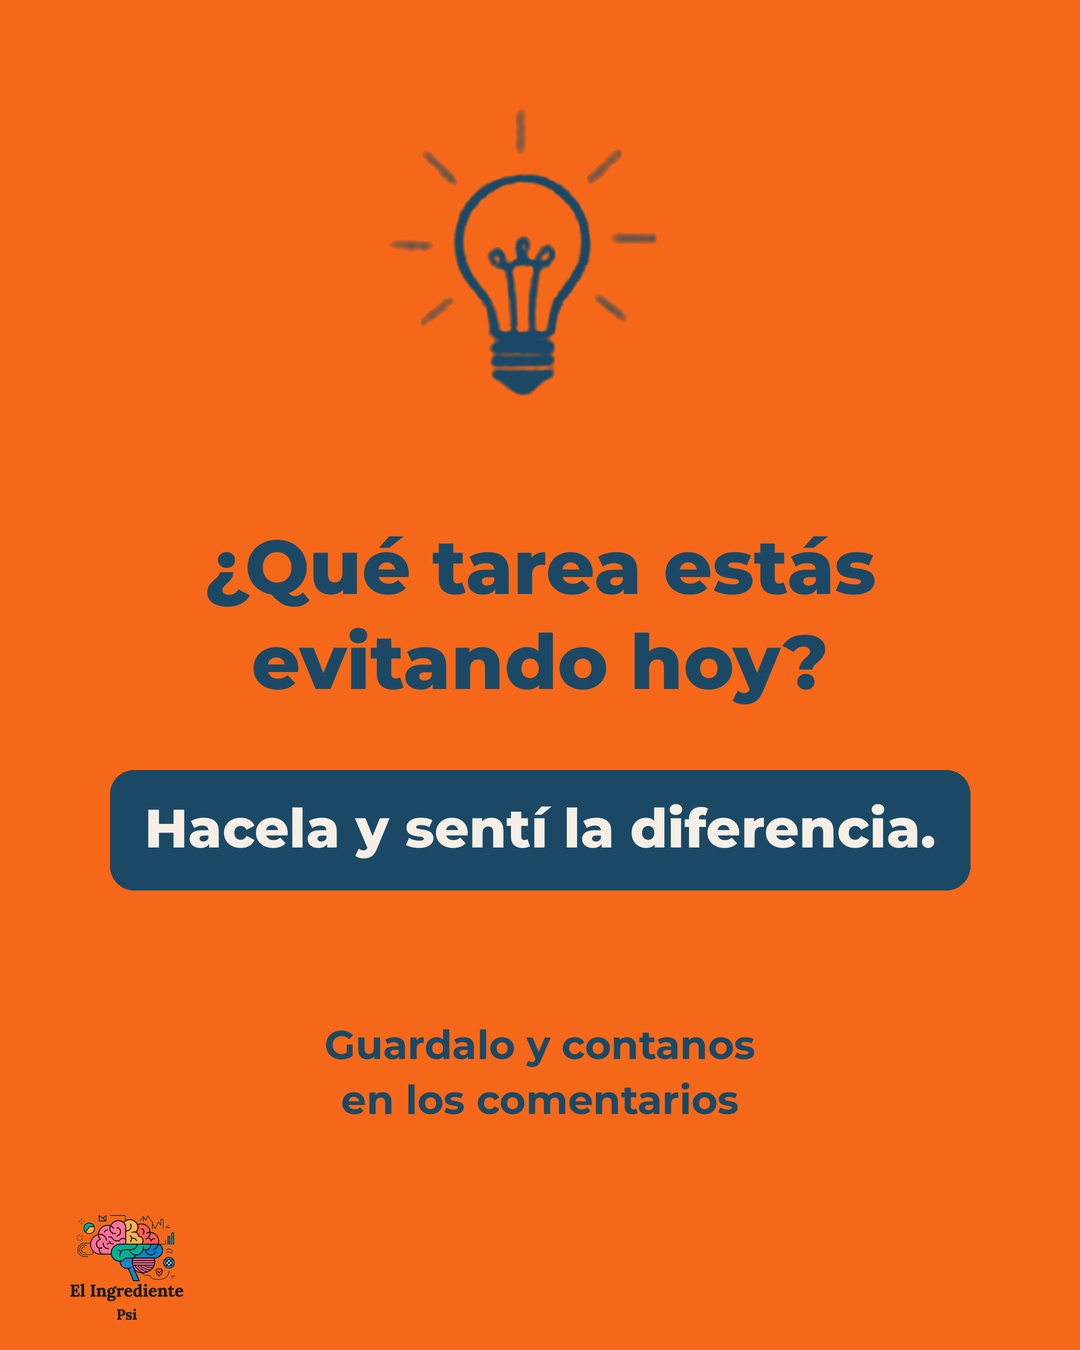 ¿Qué tarea estás
evitando hoy?
Hacela y sentí la diferencia.
Guardalo y contanos
en los comentarios
El Ingrediente
Psi